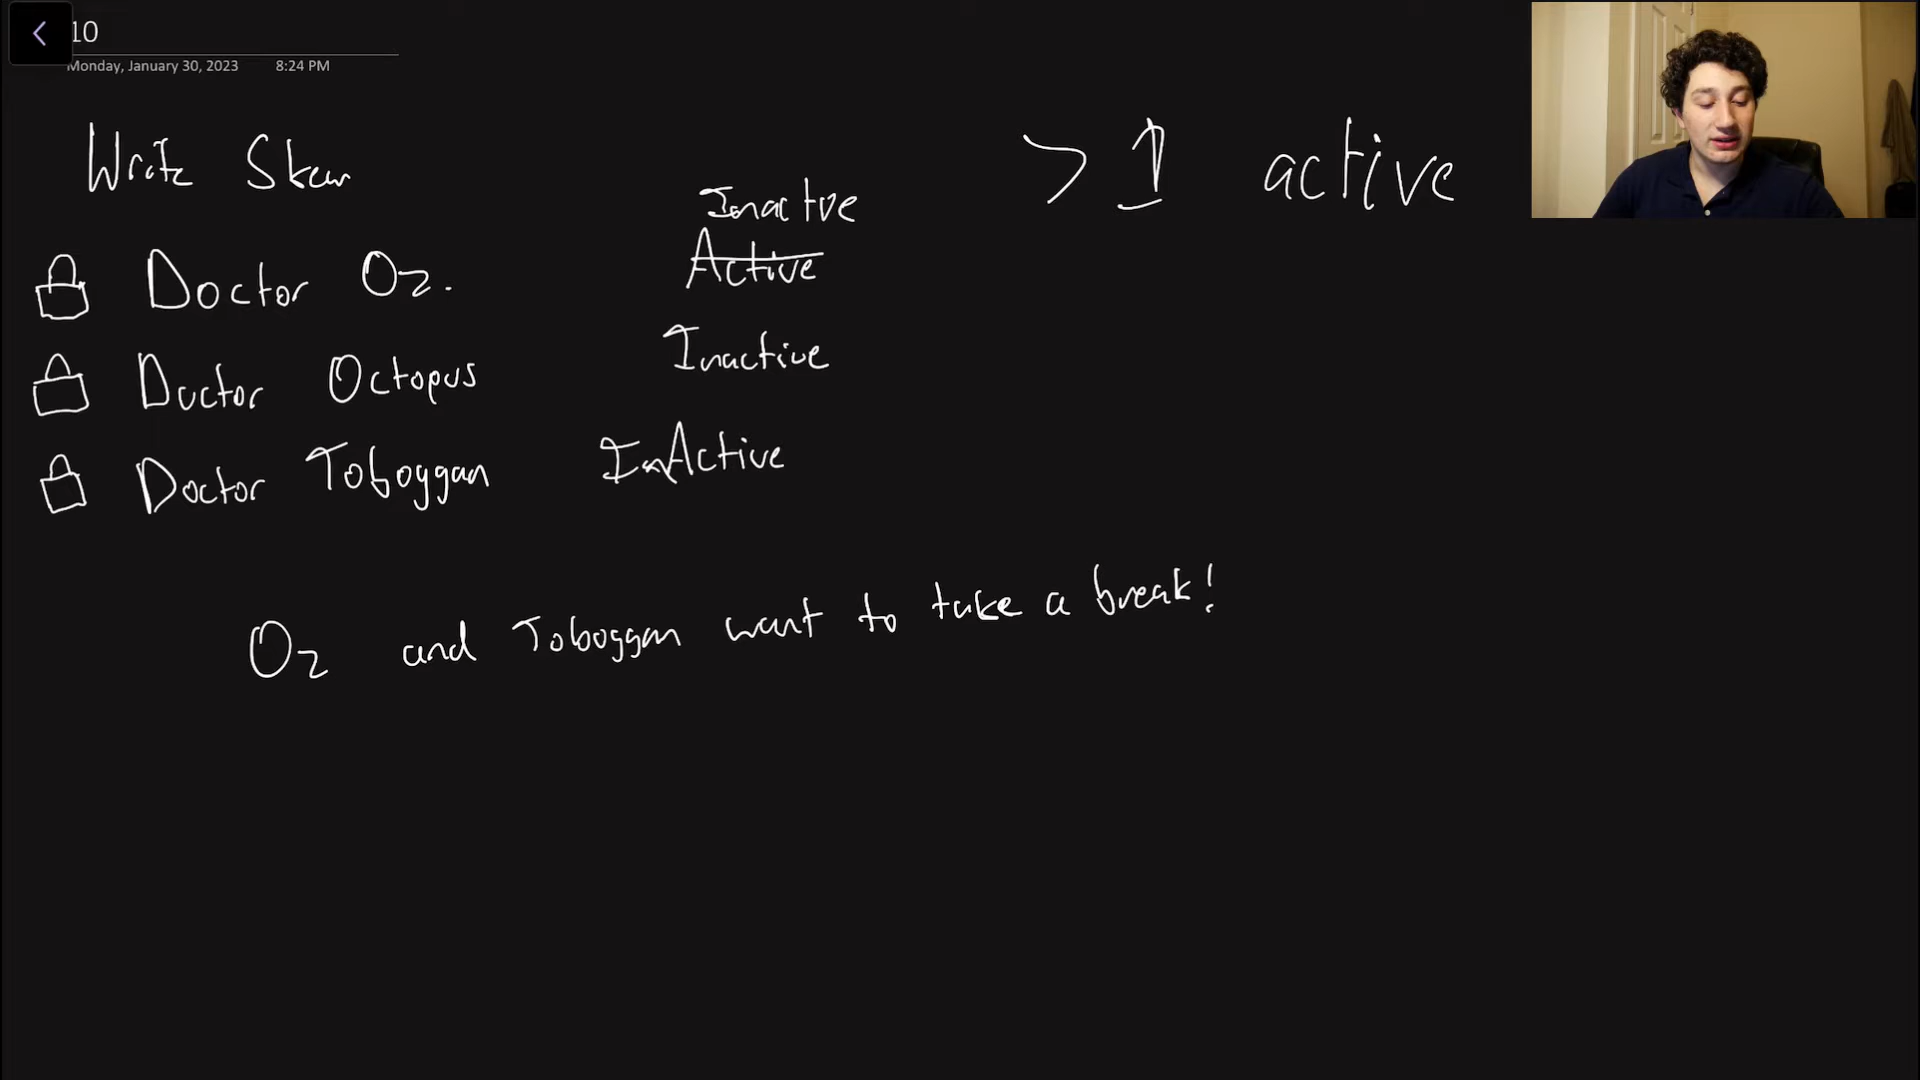 10
Monday, January 30, 2023 8:24 PM
Write Skew
> 1 active
Inactive
Doctor Oz. Active
Doctor Octopus Inactive
Doctor Toboggan InActive
Oz and Toboggan want to take a break!